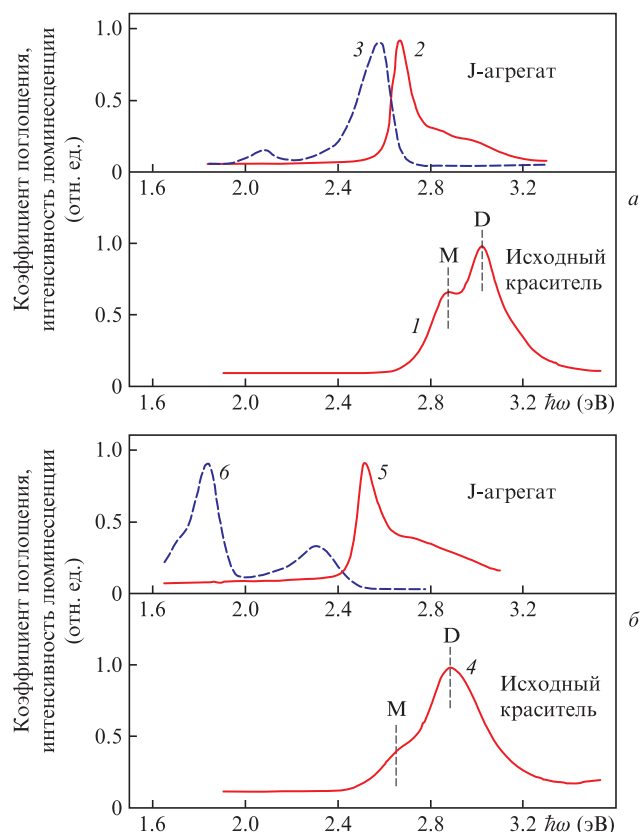 Коэффициент поглощения,
интенсивность люминесценции
(отн. ед.)
1.0
0.5
0
3
2
J-агрегат
1.6
2.0
2.4
2.8
3.2
а
1.0
0.5
0
M
D
Исходный
краситель
1
1.6
2.0
2.4
2.8
3.2
ħω (эВ)
Коэффициент поглощения,
интенсивность люминесценции
(отн. ед.)
1.0
0.5
0
6
5
J-агрегат
1.6
2.0
2.4
2.8
3.2
б
1.0
0.5
0
M
D
4
Исходный
краситель
1.6
2.0
2.4
2.8
3.2
ħω (эВ)